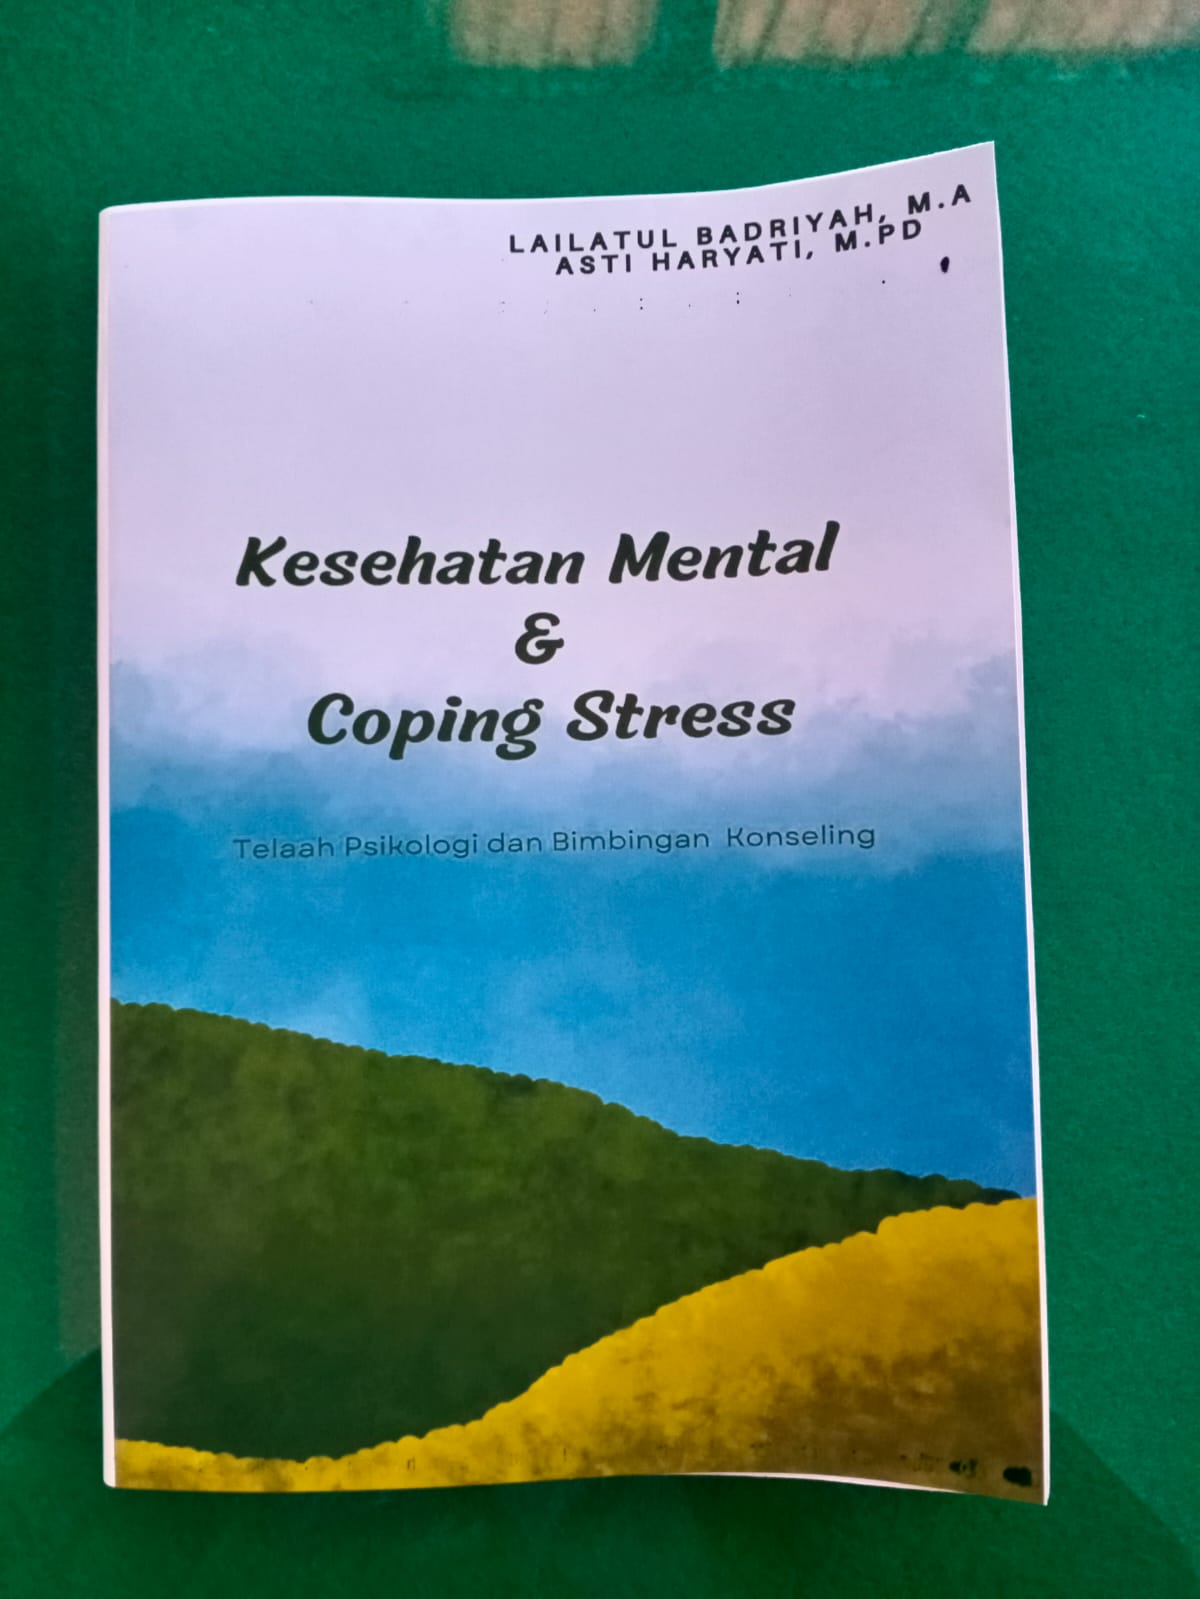 LAILATUL BADRIYAH, M.A
ASTI HARYATI, M.PD
Kesehatan Mental
&
Coping Stress
Telaah Psikologi dan Bimbingan Konseling